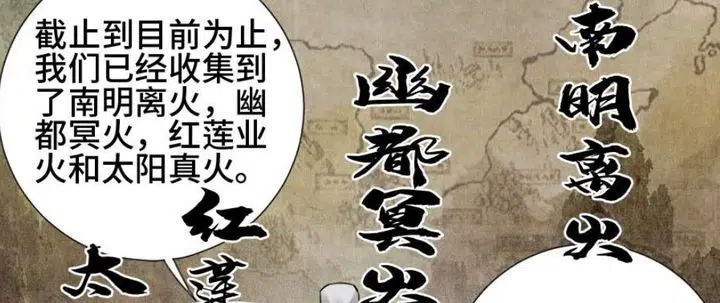 截止到目前为止，
我们已经收集到
了南明离火，幽
都冥火，红莲业
火和太阳真火。
南明离火
幽都冥火
红莲
太